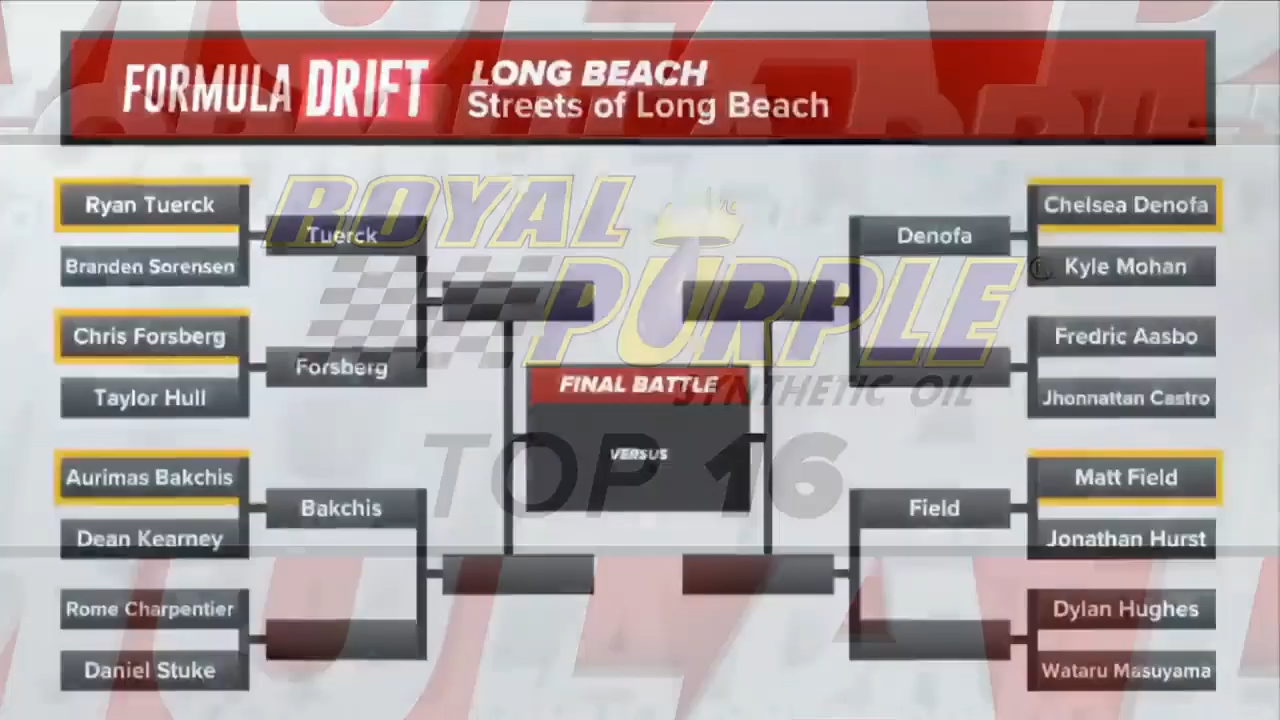 FORMULA DRIFT
LONG BEACH
Streets of Long Beach
ROYAL
PURPLE
SYNTHETIC OIL
TOP 16
Ryan Tuerck
Branden Sorensen
Tuerck
Chris Forsberg
Taylor Hull
Forsberg
Aurimas Bakchis
Dean Kearney
Bakchis
Rome Charpentier
Daniel Stuke
FINAL BATTLE
VERSUS
Denofa
Chelsea Denofa
Kyle Mohan
Fredric Aasbo
Jhonnattan Castro
Field
Matt Field
Jonathan Hurst
Dylan Hughes
Wataru Masuyama